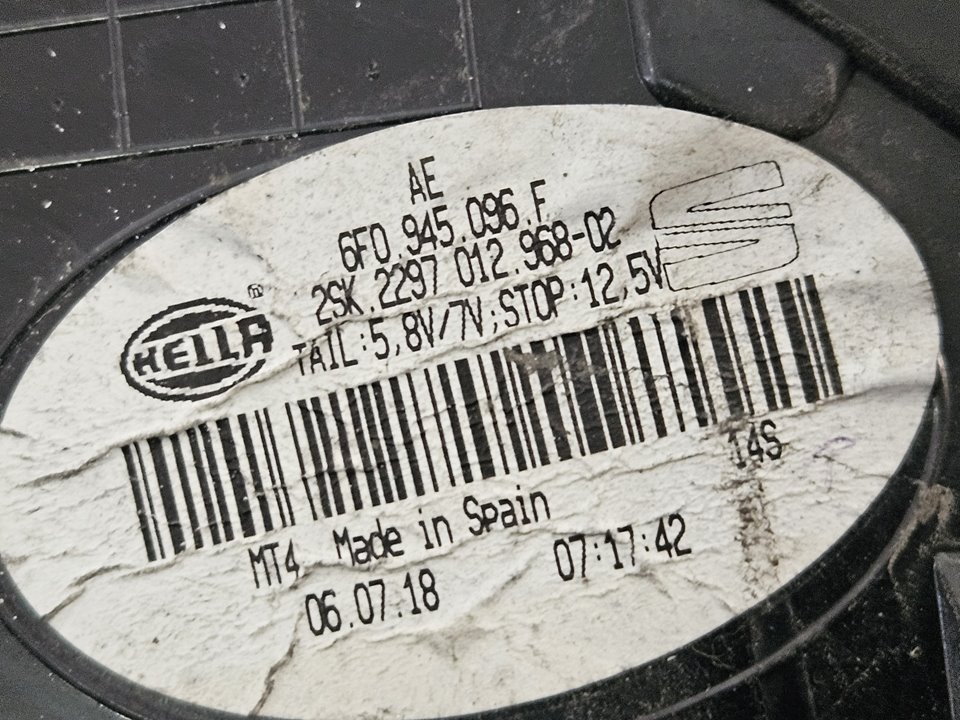 AE
6F0.945.096.F
2SK.2297 012.968-02
TAIL:5,8V/7V;STOP:12,5V
HELLA ®
14S
MT4 Made in Spain
06.07.18 07:17:42